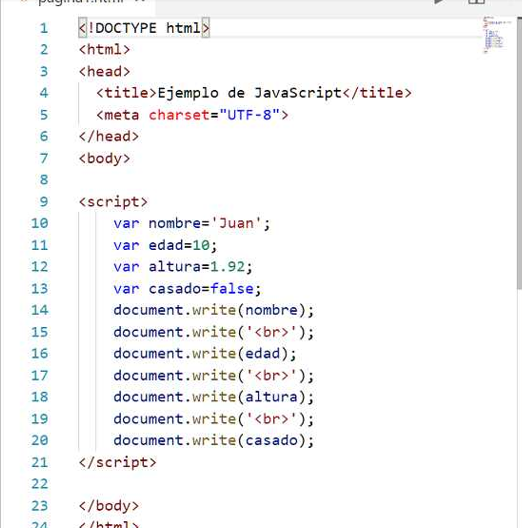 pagina1.html
1 <!DOCTYPE html>
2 <html>
3 <head>
4 <title>Ejemplo de JavaScript</title>
5 <meta charset="UTF-8">
6 </head>
7 <body>
8
9 <script>
10 var nombre='Juan';
11 var edad=10;
12 var altura=1.92;
13 var casado=false;
14 document.write(nombre);
15 document.write('<br>');
16 document.write(edad);
17 document.write('<br>');
18 document.write(altura);
19 document.write('<br>');
20 document.write(casado);
21 </script>
22
23 </body>
24 </html>